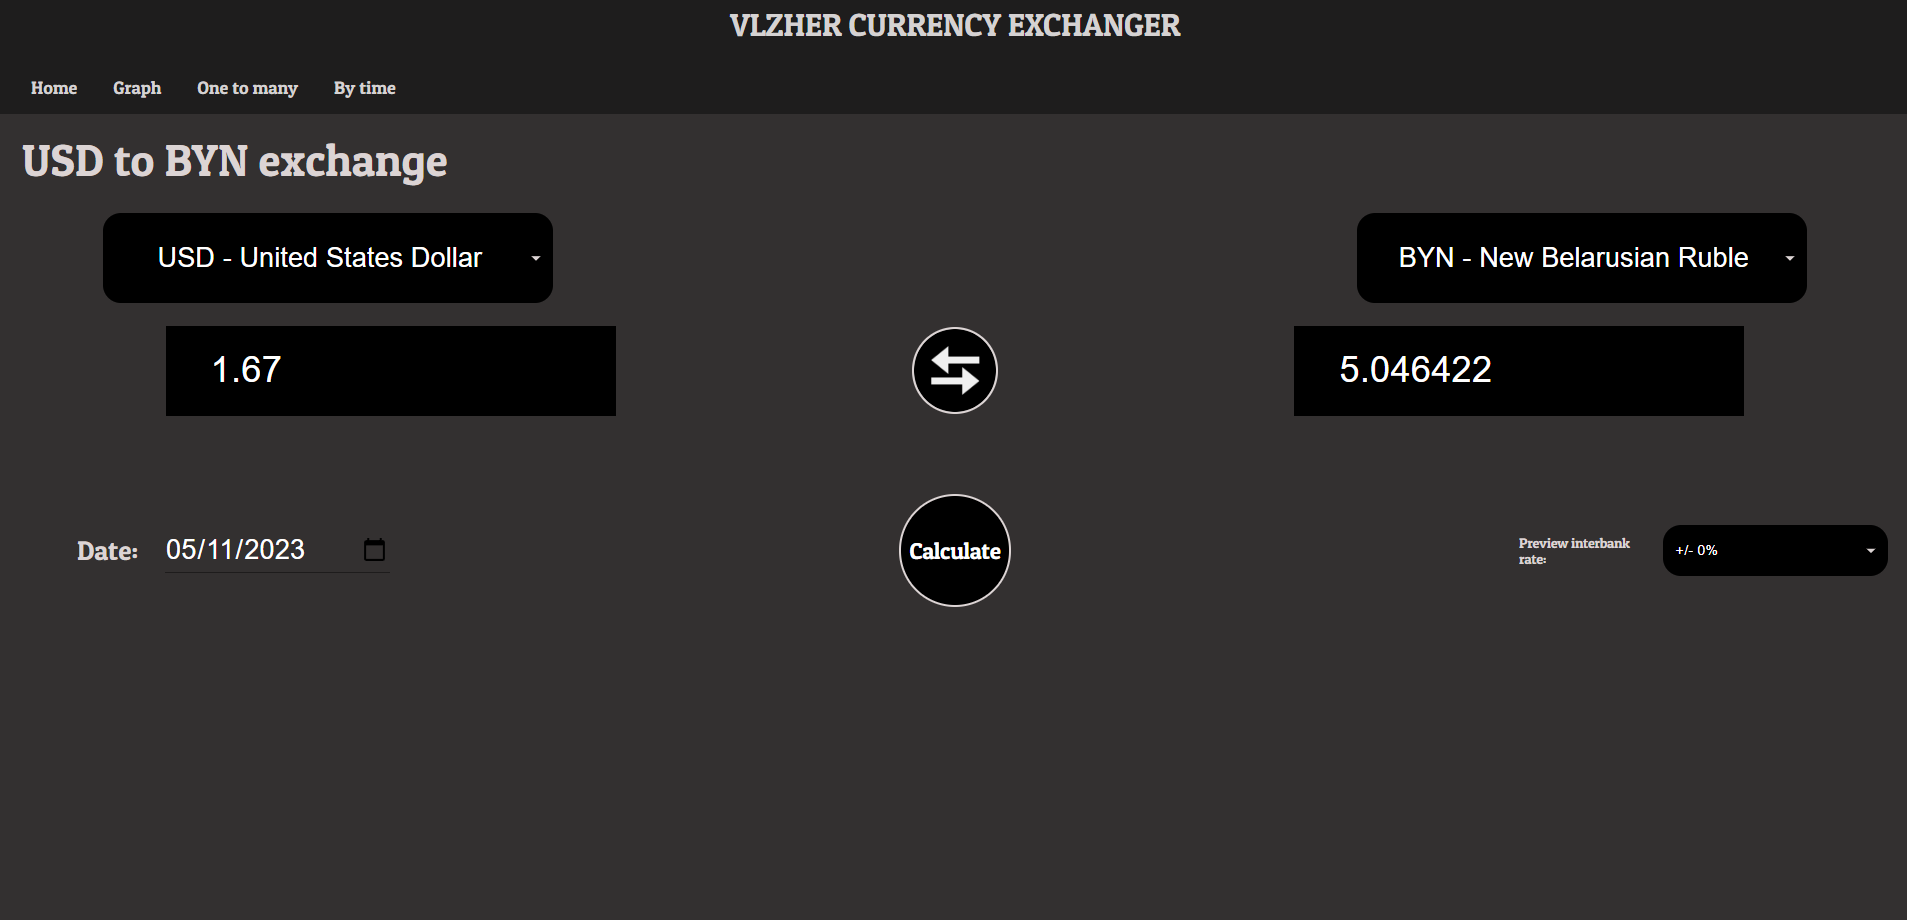 VLZHER CURRENCY EXCHANGER
Home Graph One to many By time
USD to BYN exchange
USD - United States Dollar
BYN - New Belarusian Ruble
1.67
5.046422
Date: 05/11/2023
Calculate
Preview interbank
rate:
+/- 0%